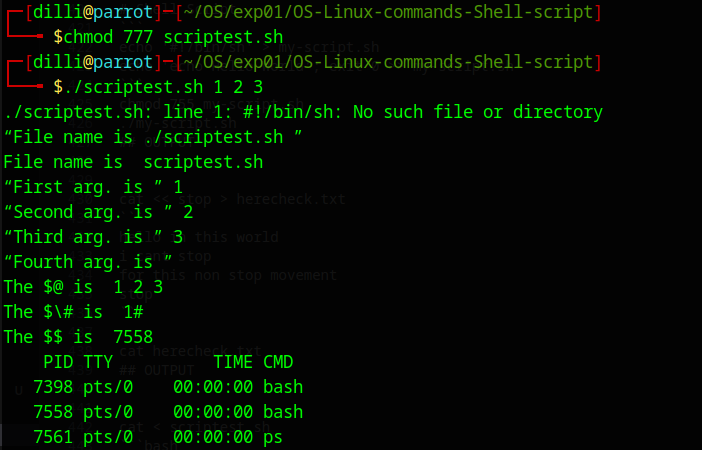 ┌─[dilli@parrot]─[~/OS/exp01/OS-Linux-commands-Shell-script]
└──╼ $chmod 777 scriptest.sh
┌─[dilli@parrot]─[~/OS/exp01/OS-Linux-commands-Shell-script]
└──╼ $./scriptest.sh 1 2 3
./scriptest.sh: line 1: #!/bin/sh: No such file or directory
“File name is ./scriptest.sh ”
File name is  scriptest.sh
“First arg. is ” 1
“Second arg. is ” 2
“Third arg. is ” 3
“Fourth arg. is ”
The $@ is  1 2 3
The $\# is  1#
The $$ is  7558
    PID TTY          TIME CMD
   7398 pts/0    00:00:00 bash
   7558 pts/0    00:00:00 bash
   7561 pts/0    00:00:00 ps